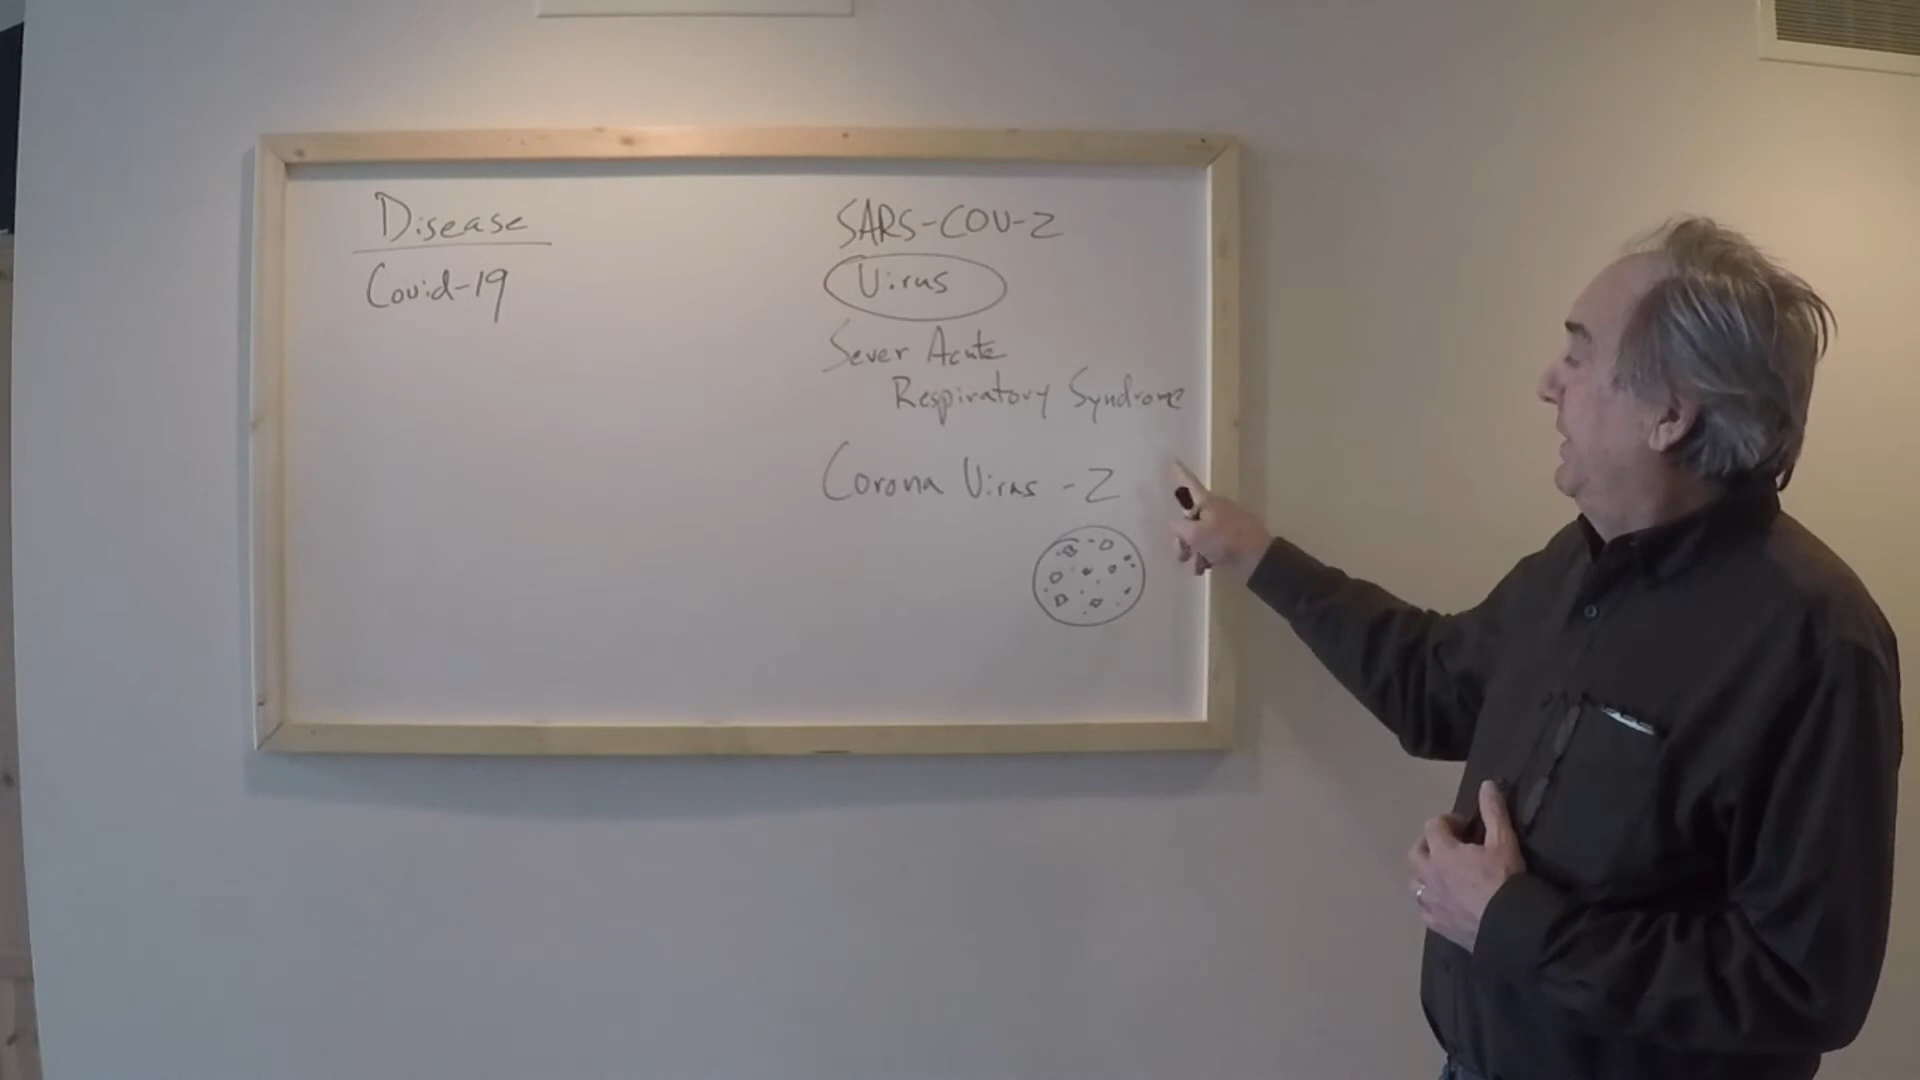 Disease
Covid-19
SARS-COV-2
Virus
Sever Acute
Respiratory Syndrome
Corona Virus -2